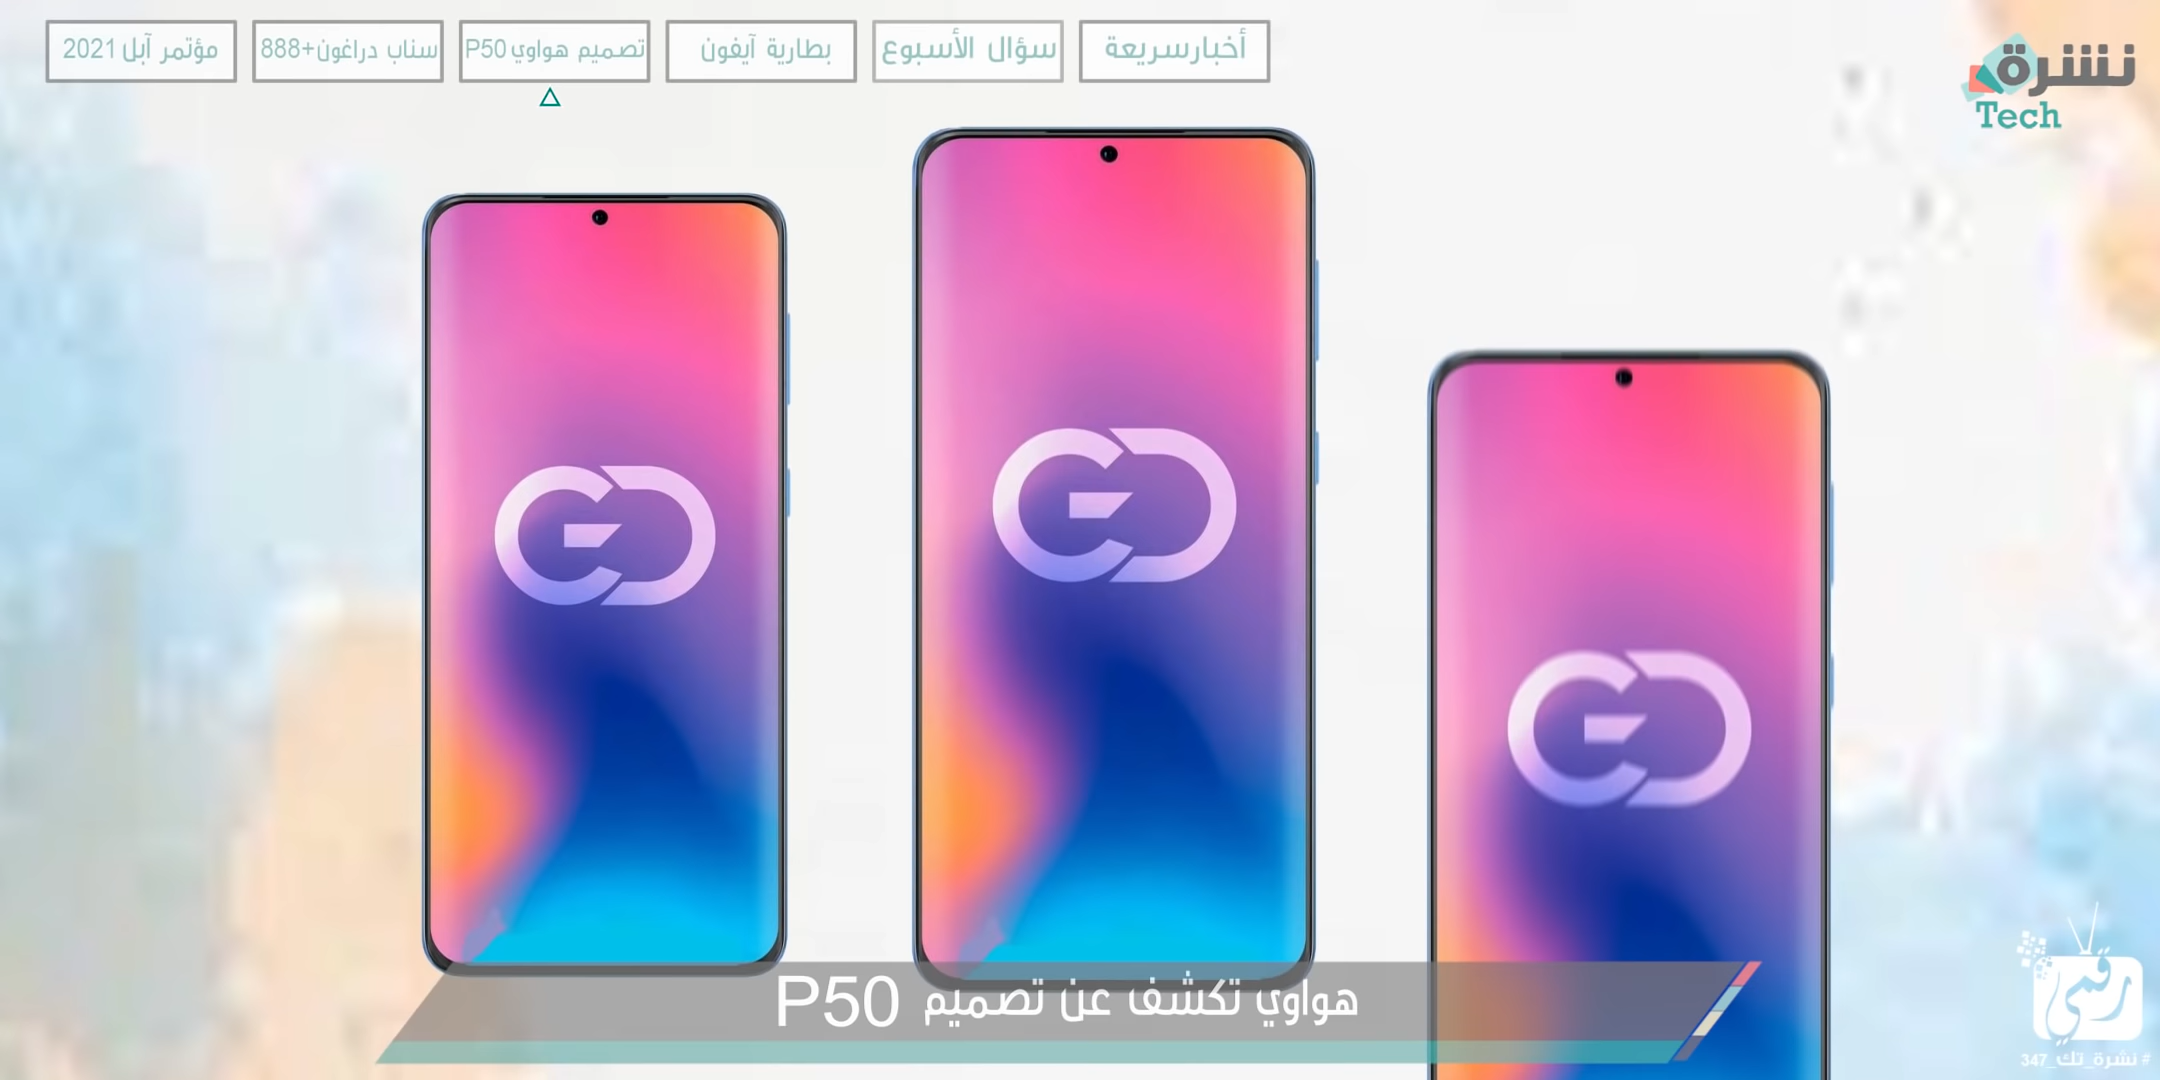 أخبارسريعة
سؤال الأسبوع
بطارية آيفون
تصميم هواوي P50
سناب دراغون+888
مؤتمر آبل 2021
نشرة
Tech
هواوي تكشف عن تصميم P50
رقمي
# نشرة_تك_347